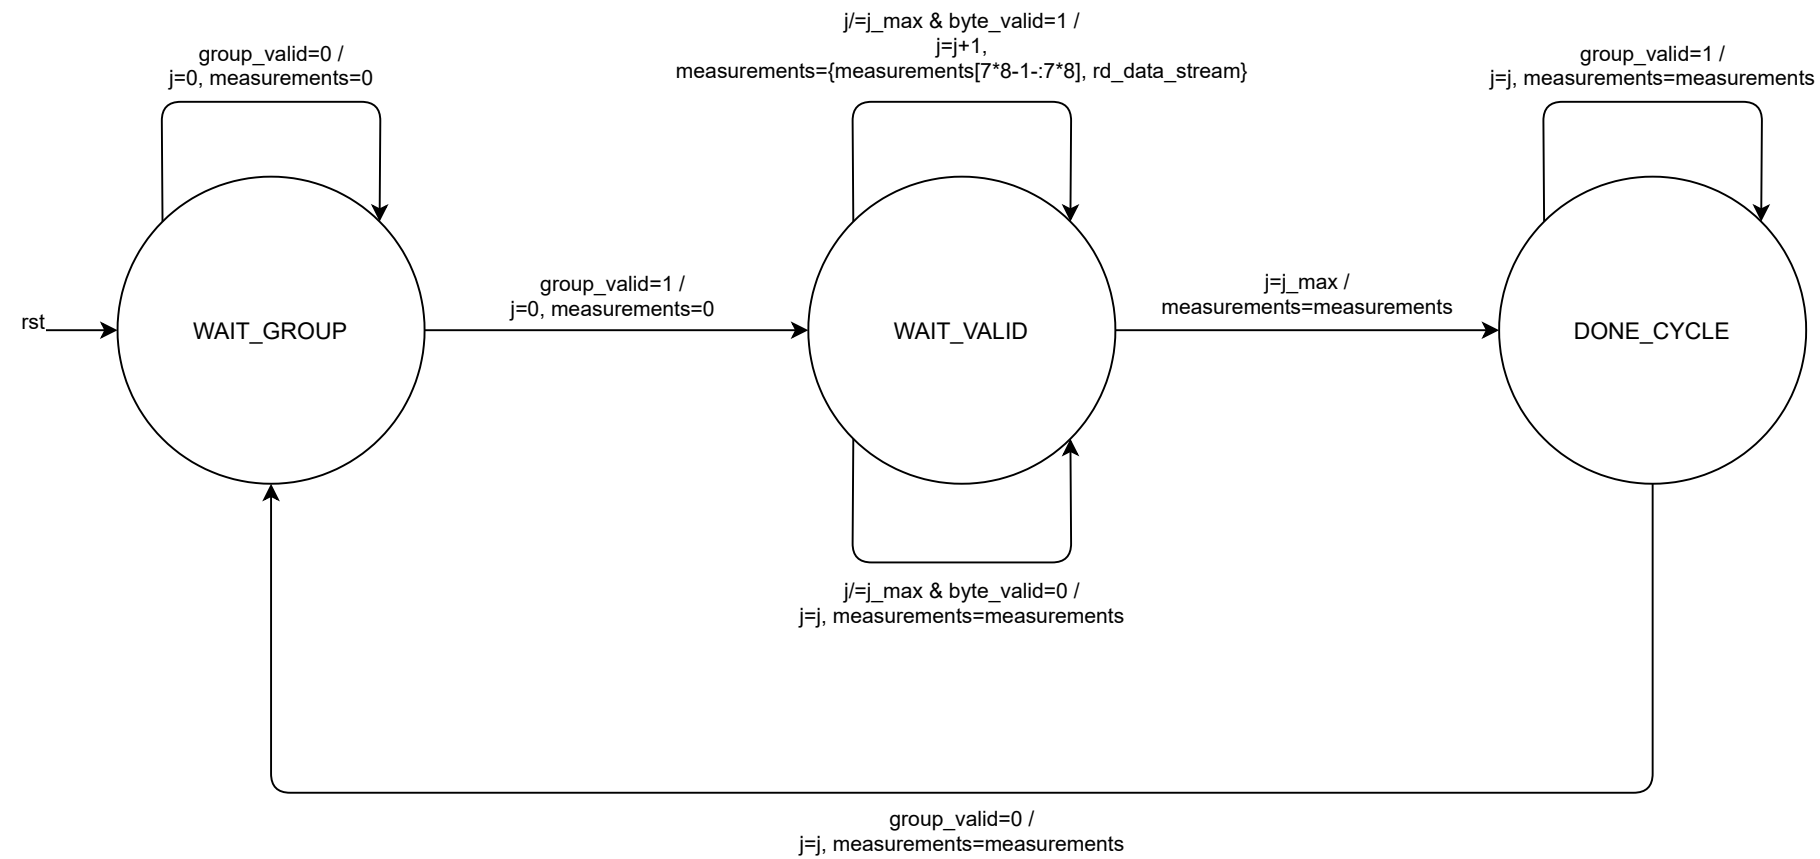 j/=j_max & byte_valid=1 /
j=j+1,
measurements={measurements[7*8-1-:7*8], rd_data_stream}
group_valid=0 /
j=0, measurements=0
group_valid=1 /
j=j, measurements=measurements
rst
WAIT_GROUP
group_valid=1 /
j=0, measurements=0
WAIT_VALID
j=j_max /
measurements=measurements
DONE_CYCLE
j/=j_max & byte_valid=0 /
j=j, measurements=measurements
group_valid=0 /
j=j, measurements=measurements